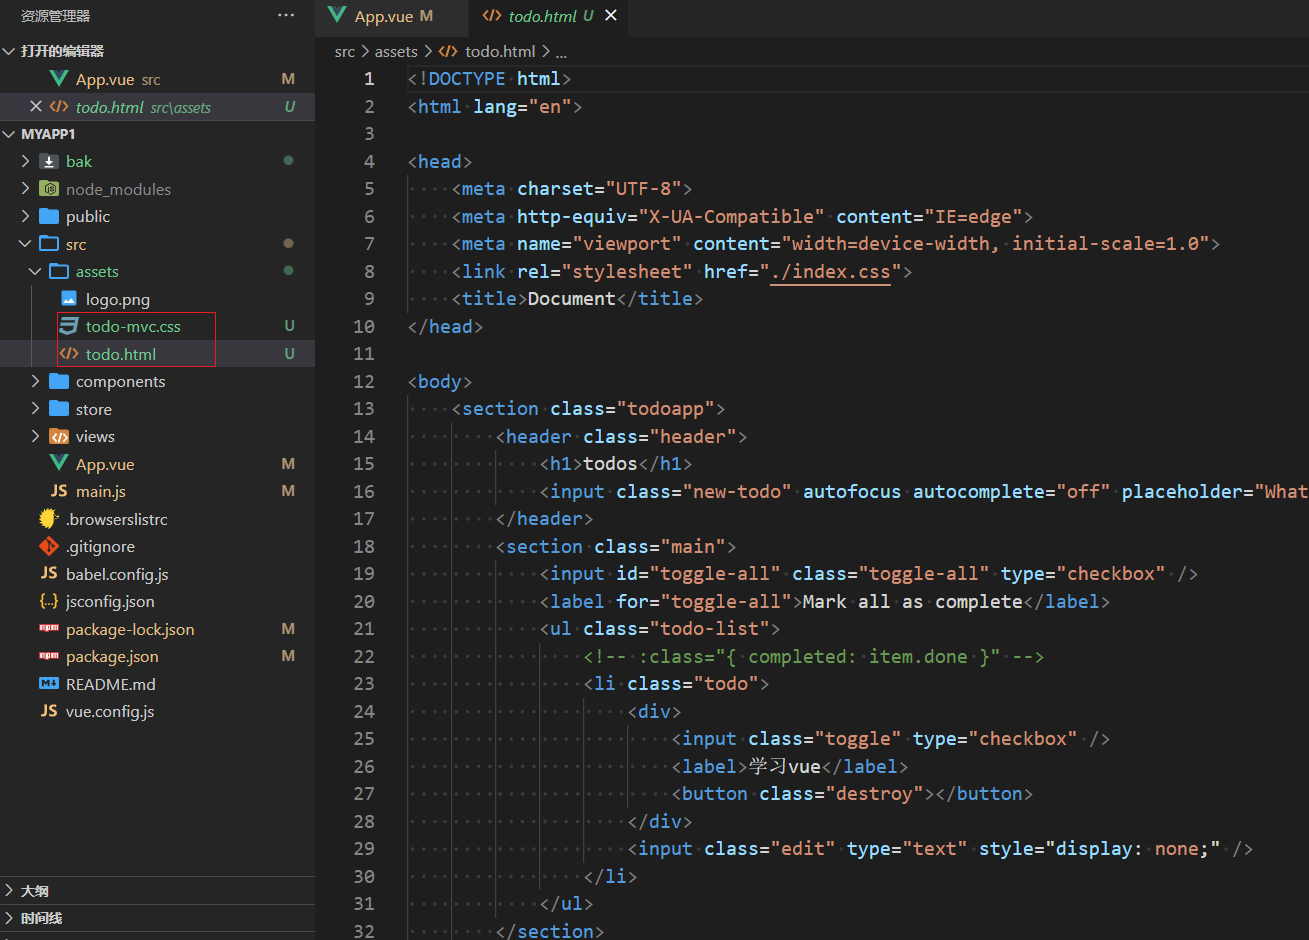 资源管理器 ···
打开的编辑器
App.vue src M
todo.html src\assets U
MYAPP1
bak
node_modules
public
src
assets
logo.png
todo-mvc.css U
todo.html U
components
store
views
App.vue M
main.js M
.browserslistrc
.gitignore
babel.config.js
jsconfig.json
package-lock.json M
package.json M
README.md
vue.config.js
大纲
时间线
App.vue M todo.html U
src > assets > todo.html > ...
1 <!DOCTYPE html>
2 <html lang="en">
3
4 <head>
5 <meta charset="UTF-8">
6 <meta http-equiv="X-UA-Compatible" content="IE=edge">
7 <meta name="viewport" content="width=device-width, initial-scale=1.0">
8 <link rel="stylesheet" href="./index.css">
9 <title>Document</title>
10 </head>
11
12 <body>
13 <section class="todoapp">
14 <header class="header">
15 <h1>todos</h1>
16 <input class="new-todo" autofocus autocomplete="off" placeholder="What
17 </header>
18 <section class="main">
19 <input id="toggle-all" class="toggle-all" type="checkbox" />
20 <label for="toggle-all">Mark all as complete</label>
21 <ul class="todo-list">
22 <!-- :class="{ completed: item.done }" -->
23 <li class="todo">
24 <div>
25 <input class="toggle" type="checkbox" />
26 <label>学习vue</label>
27 <button class="destroy"></button>
28 </div>
29 <input class="edit" type="text" style="display: none;" />
30 </li>
31 </ul>
32 </section>